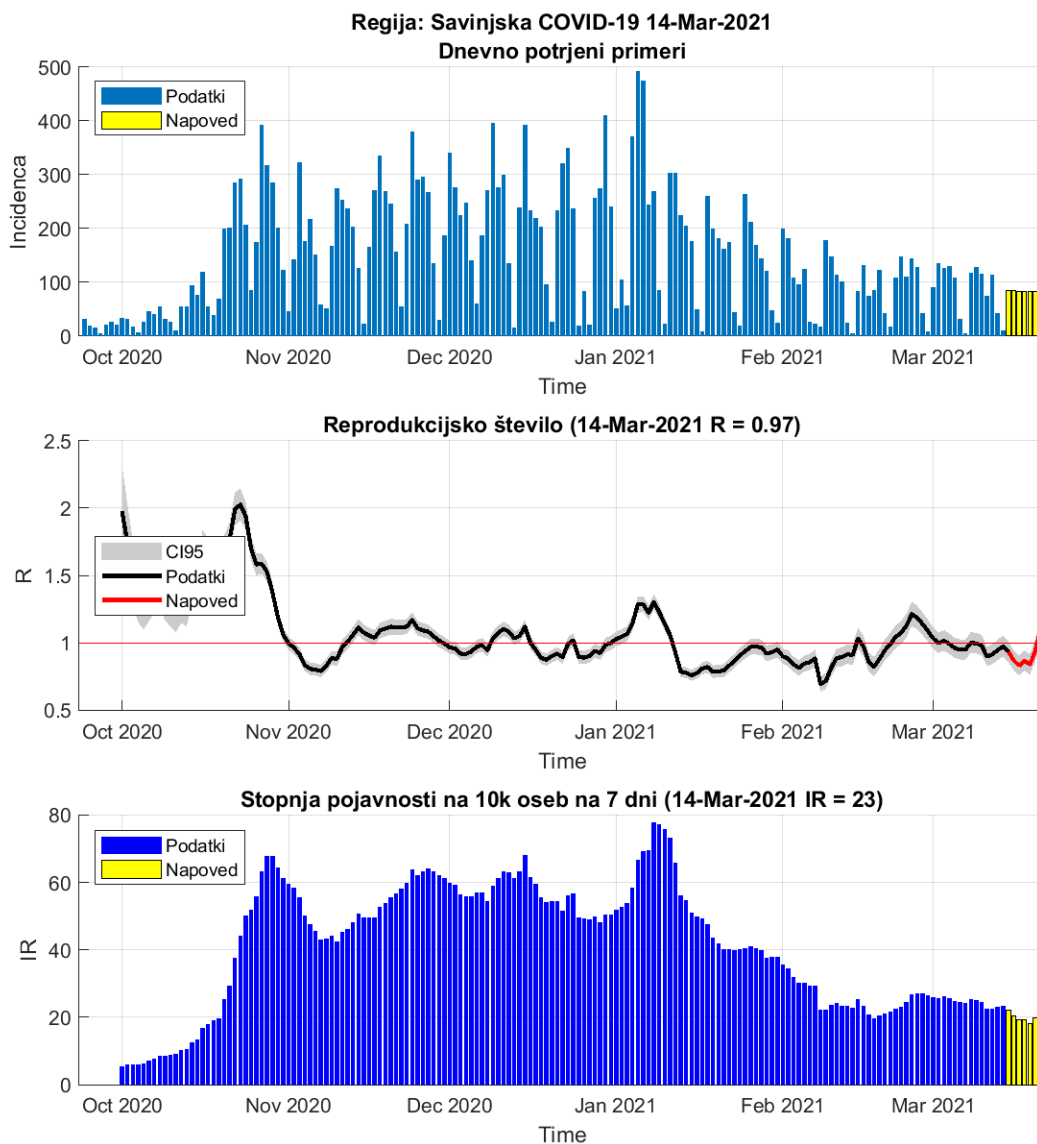 Regija: Savinjska COVID-19 14-Mar-2021
Dnevno potrjeni primeri
500
400
300
200
100
0
Incidenca
Podatki
Napoved
Oct 2020
Nov 2020
Dec 2020
Jan 2021
Feb 2021
Mar 2021
Time
Reprodukcijsko število (14-Mar-2021 R = 0.97)
2.5
2
1.5
1
0.5
R
CI95
Podatki
Napoved
Oct 2020
Nov 2020
Dec 2020
Jan 2021
Feb 2021
Mar 2021
Time
Stopnja pojavnosti na 10k oseb na 7 dni (14-Mar-2021 IR = 23)
80
60
40
20
0
IR
Podatki
Napoved
Oct 2020
Nov 2020
Dec 2020
Jan 2021
Feb 2021
Mar 2021
Time